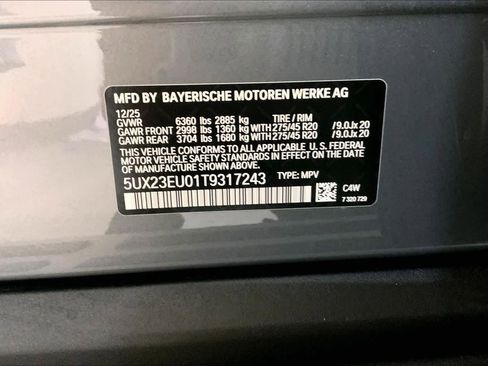 MFD BY BAYERISCHE MOTOREN WERKE AG
12/25
GVWR 6360 lbs 2885 kg TIRE / RIM
GAWR FRONT 2998 lbs 1360 kg WITH 275/45 R20 /9.0Jx 20
GAWR REAR 3704 lbs 1680 kg WITH 275/45 R20 /9.0Jx 20
THIS VEHICLE CONFORMS TO ALL APPLICABLE U. S. FEDERAL
MOTOR VEHICLE SAFETY STANDARDS IN EFFECT ON THE
DATE OF MANUFACTURE SHOWN ABOVE.
5UX23EU01T9317243 TYPE: MPV
C4W
7 320 729